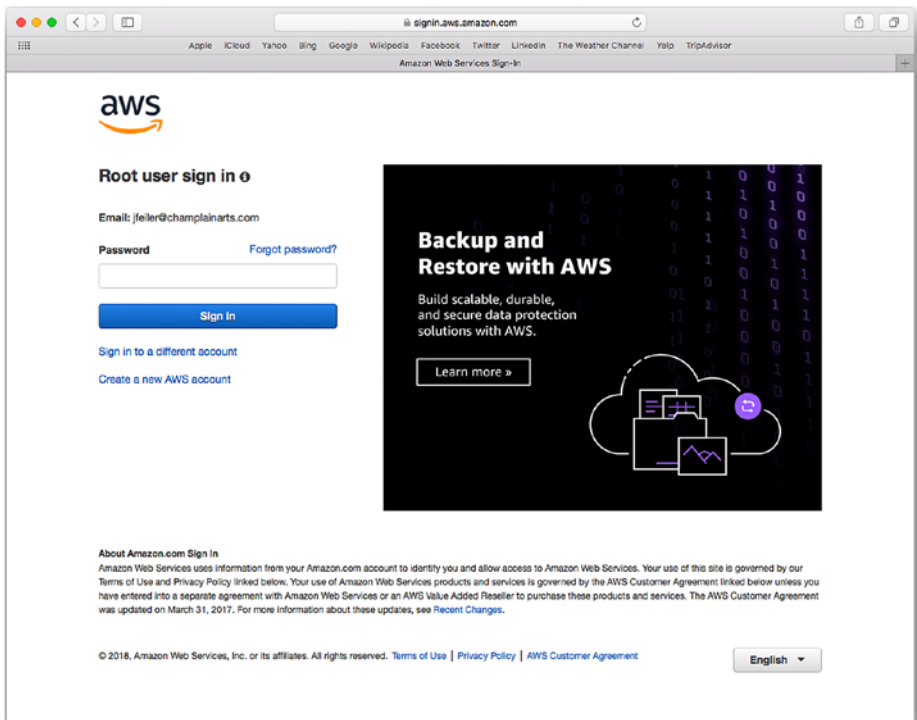 signin.aws.amazon.com
Apple iCloud Yahoo Bing Google Wikipedia Facebook Twitter LinkedIn The Weather Channel Yelp TripAdvisor
Amazon Web Services Sign-In
aws
Root user sign in
Email: jfeiler@champlainarts.com
Password Forgot password?
Sign In
Sign in to a different account
Create a new AWS account
Backup and
Restore with AWS
Build scalable, durable,
and secure data protection
solutions with AWS.
Learn more »
About Amazon.com Sign In
Amazon Web Services uses information from your Amazon.com account to identify you and allow access to Amazon Web Services. Your use of this site is governed by our
Terms of Use and Privacy Policy linked below. Your use of Amazon Web Services products and services is governed by the AWS Customer Agreement linked below unless you
have entered into a separate agreement with Amazon Web Services or an AWS Value Added Reseller to purchase these products and services. The AWS Customer Agreement
was updated on March 31, 2017. For more information about these updates, see Recent Changes.
© 2018, Amazon Web Services, Inc. or its affiliates. All rights reserved. Terms of Use | Privacy Policy | AWS Customer Agreement
English